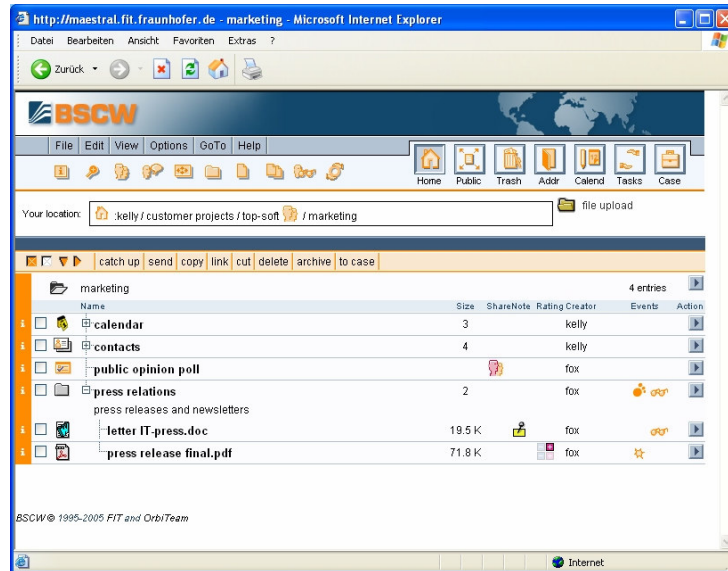 http://maestral.fit.fraunhofer.de - marketing - Microsoft Internet Explorer
Datei Bearbeiten Ansicht Favoriten Extras ?
Zurück
BSCW
File Edit View Options GoTo Help
Home Public Trash Addr Calend Tasks Case
Your location: :kelly / customer projects / top-soft / marketing file upload
catch up send copy link cut delete archive to case
marketing 4 entries
Name Size ShareNote Rating Creator Events Action
calendar 3 kelly
contacts 4 kelly
public opinion poll fox
press relations 2 fox
press releases and newsletters
letter IT-press.doc 19.5 K fox
press release final.pdf 71.8 K fox
BSCW © 1995-2005 FIT and OrbiTeam
Internet